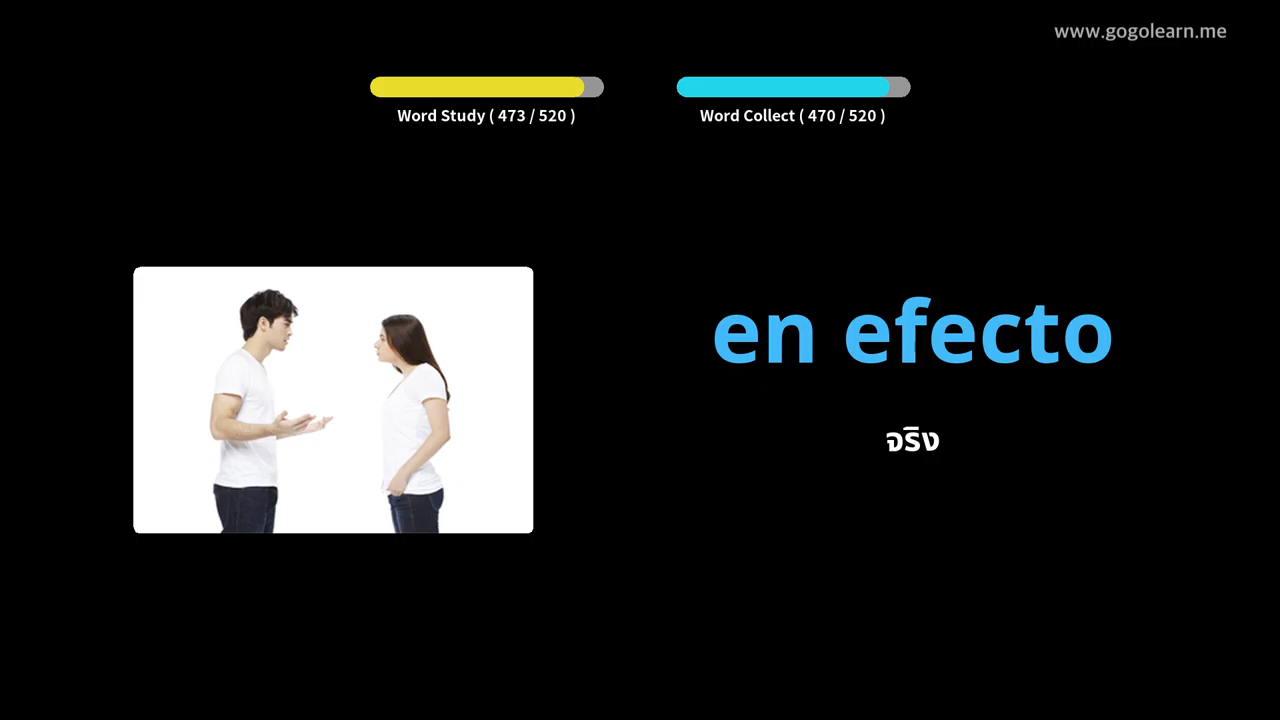 www.gogolearn.me
Word Study ( 473 / 520 )
Word Collect ( 470 / 520 )
en efecto
จริง